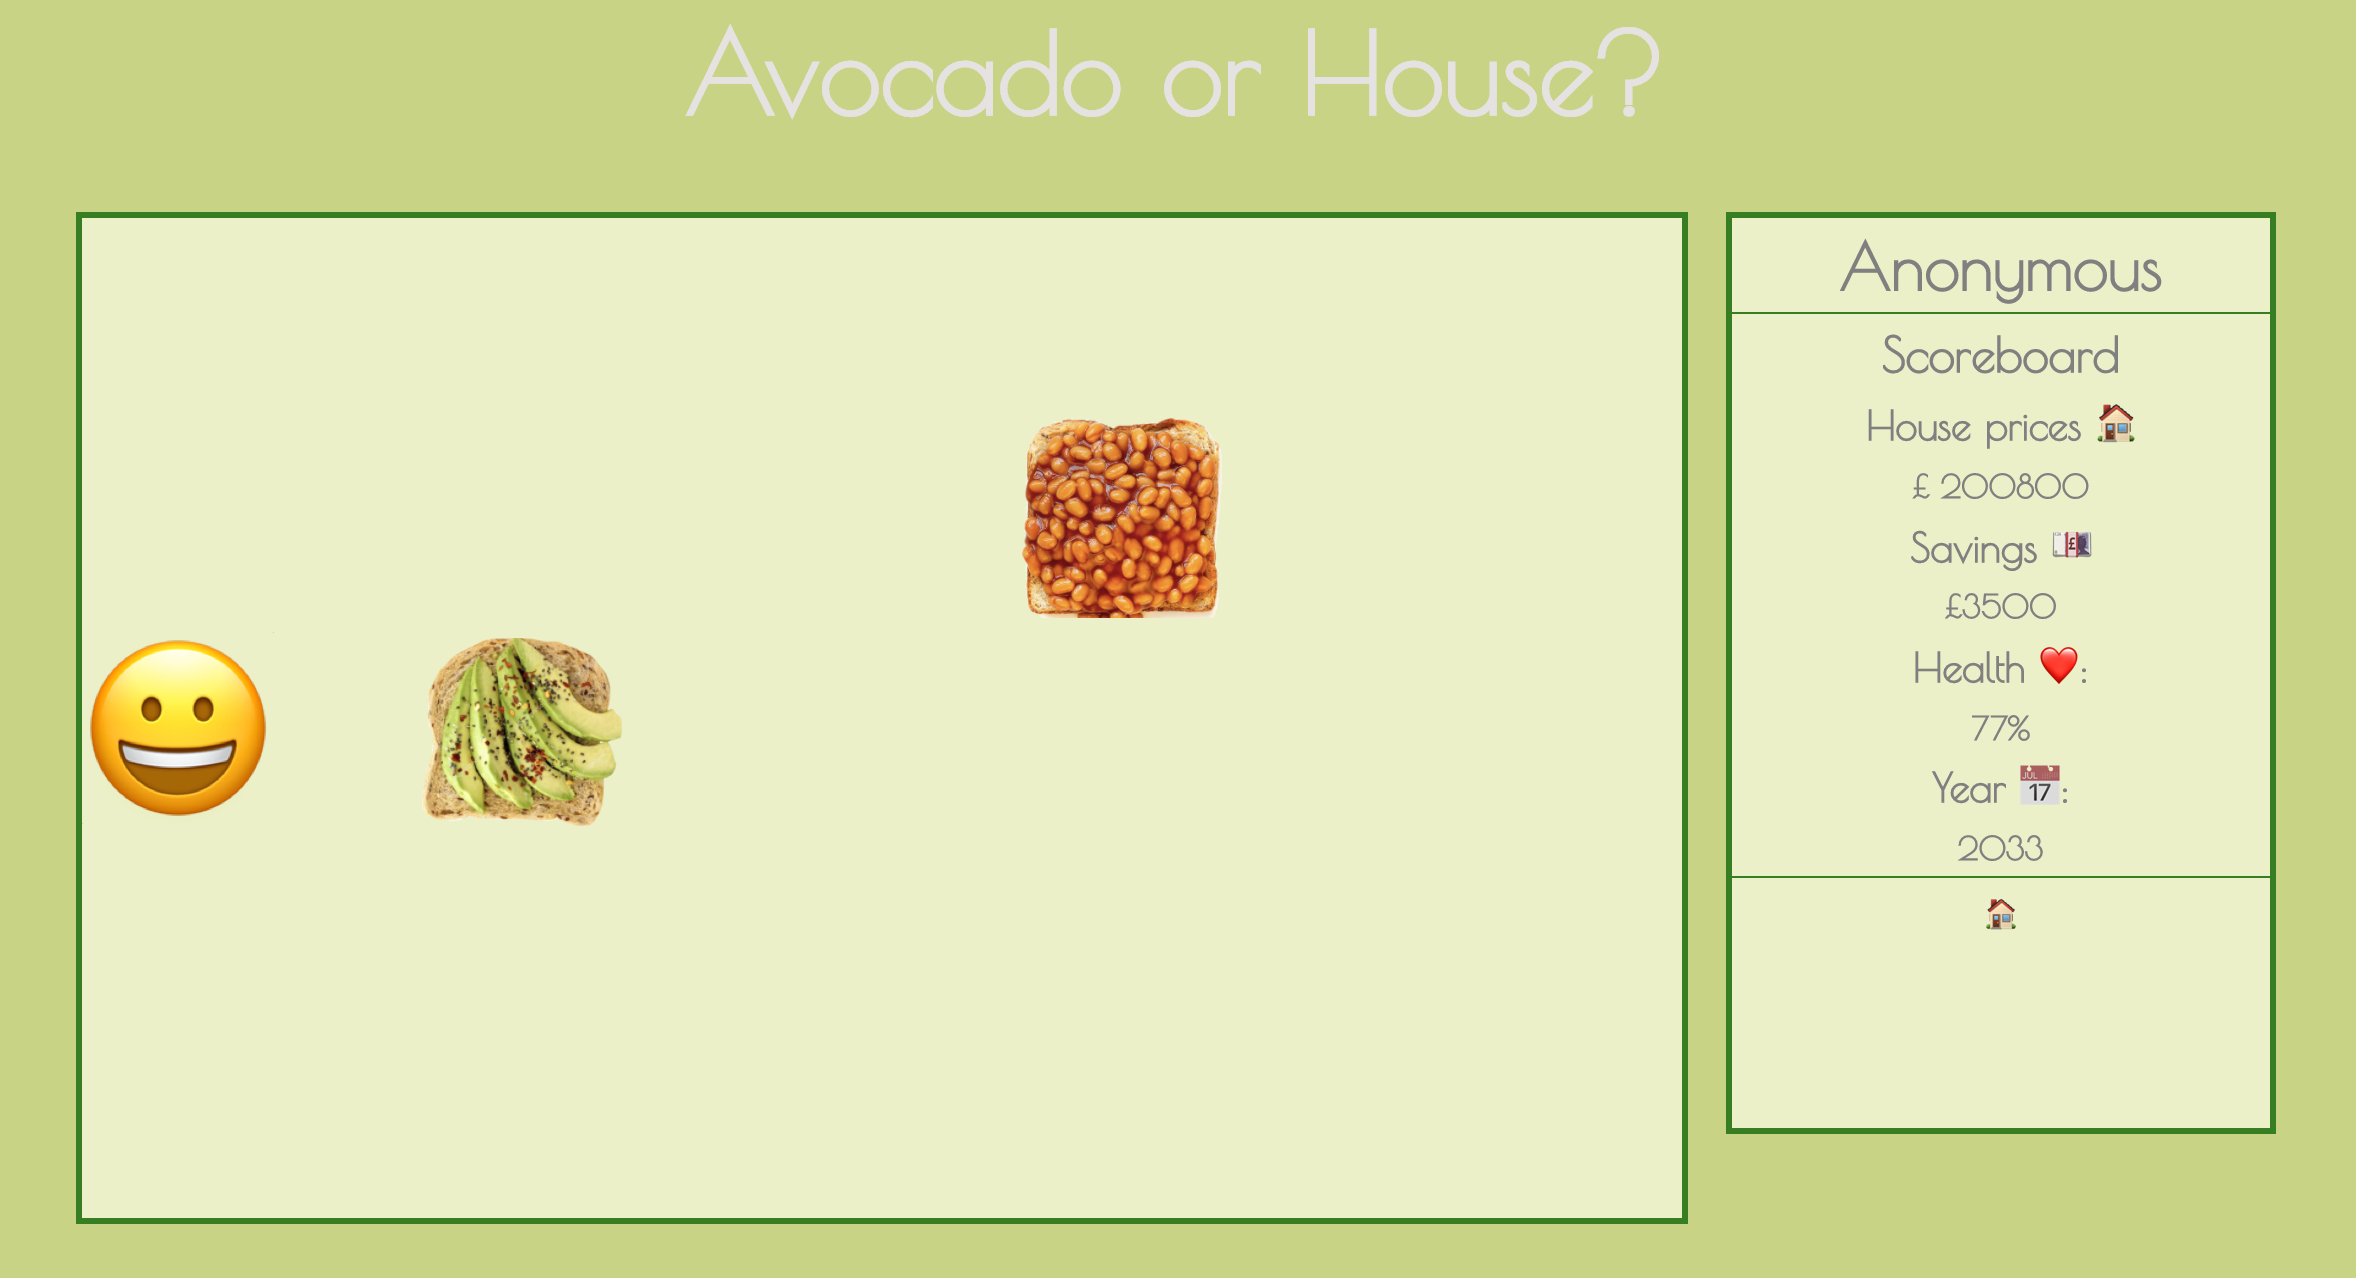 Avocado or House?
Anonymous
Scoreboard
House prices 🏠
£ 200800
Savings 💷
£3500
Health ❤️:
77%
Year 📅:
2033
🏠